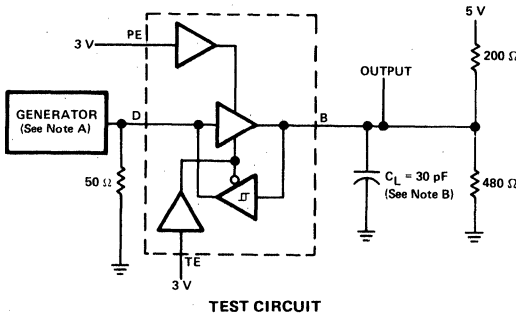 5 V
3 V
PE
200 Ω
OUTPUT
GENERATOR
(See Note A)
D
B
50 Ω
C_L = 30 pF
(See Note B)
480 Ω
TE
3 V
TEST CIRCUIT